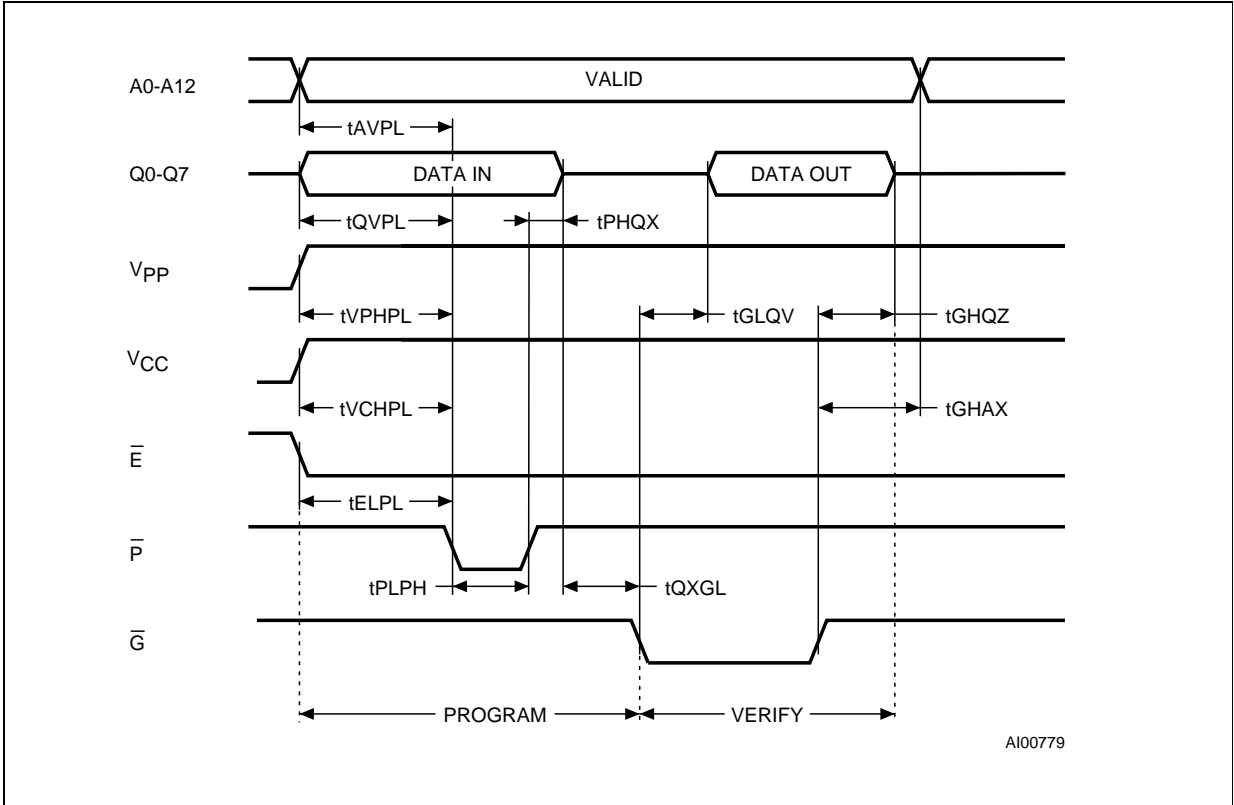 A0-A12
VALID
tAVPL
Q0-Q7
DATA IN
DATA OUT
tQVPL
tPHQX
VPP
tVPHPL
tGLQV
tGHQZ
VCC
tVCHPL
tGHAX
E̅
tELPL
P̅
tPLPH
tQXGL
G̅
PROGRAM
VERIFY
AI00779